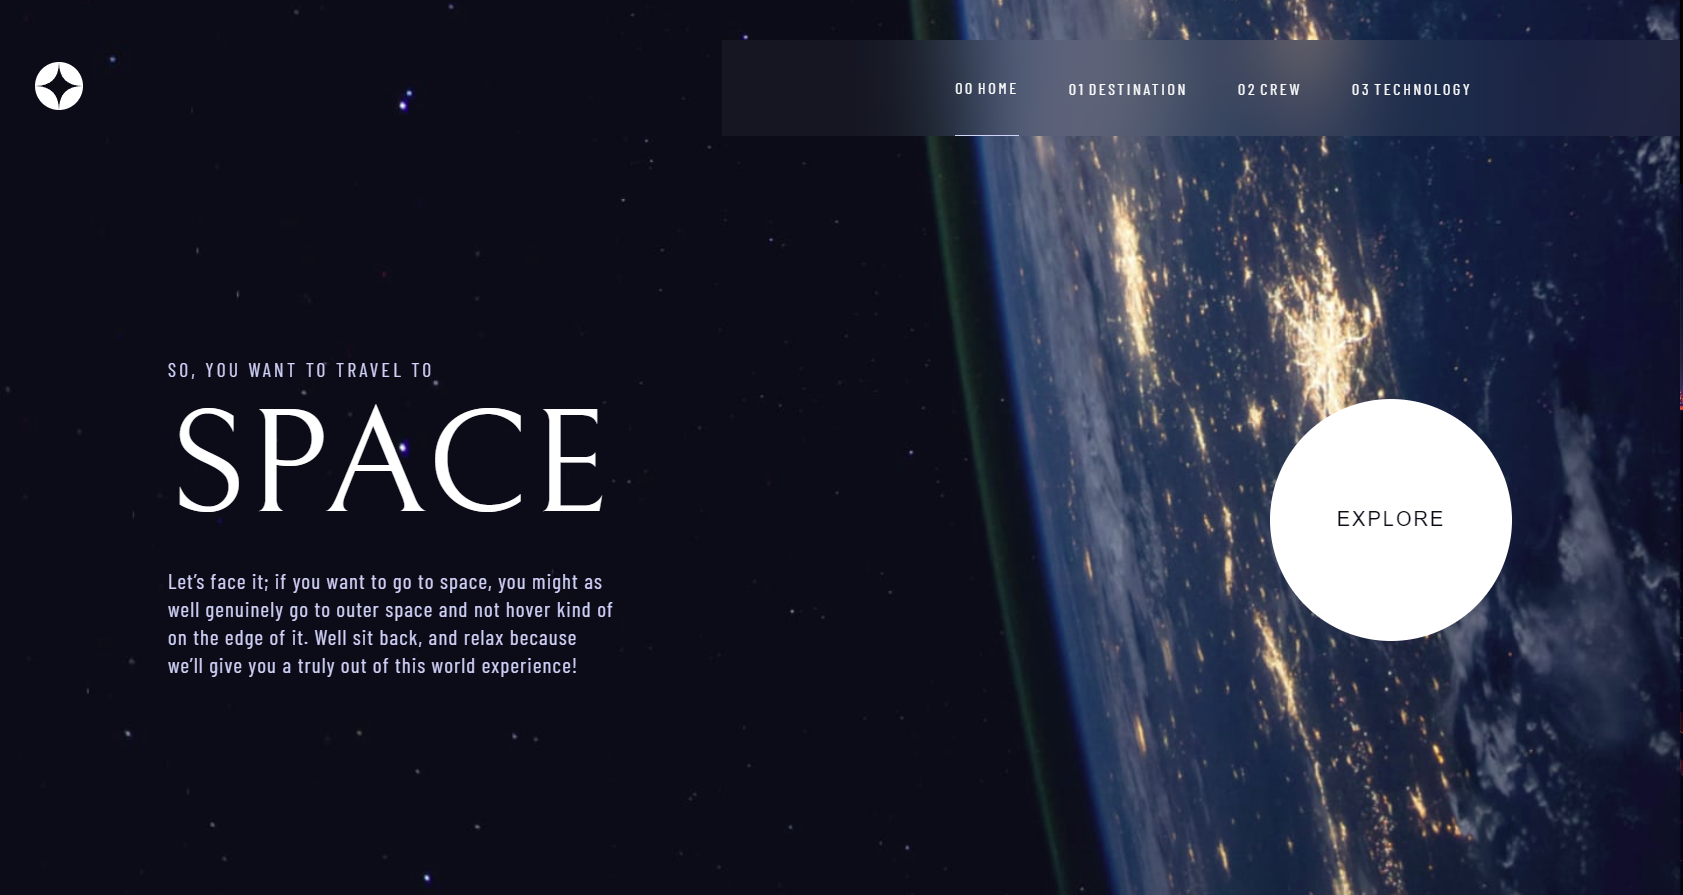 00 HOME 01 DESTINATION 02 CREW 03 TECHNOLOGY
SO, YOU WANT TO TRAVEL TO
SPACE
Let’s face it; if you want to go to space, you might as
well genuinely go to outer space and not hover kind of
on the edge of it. Well sit back, and relax because
we’ll give you a truly out of this world experience!
EXPLORE